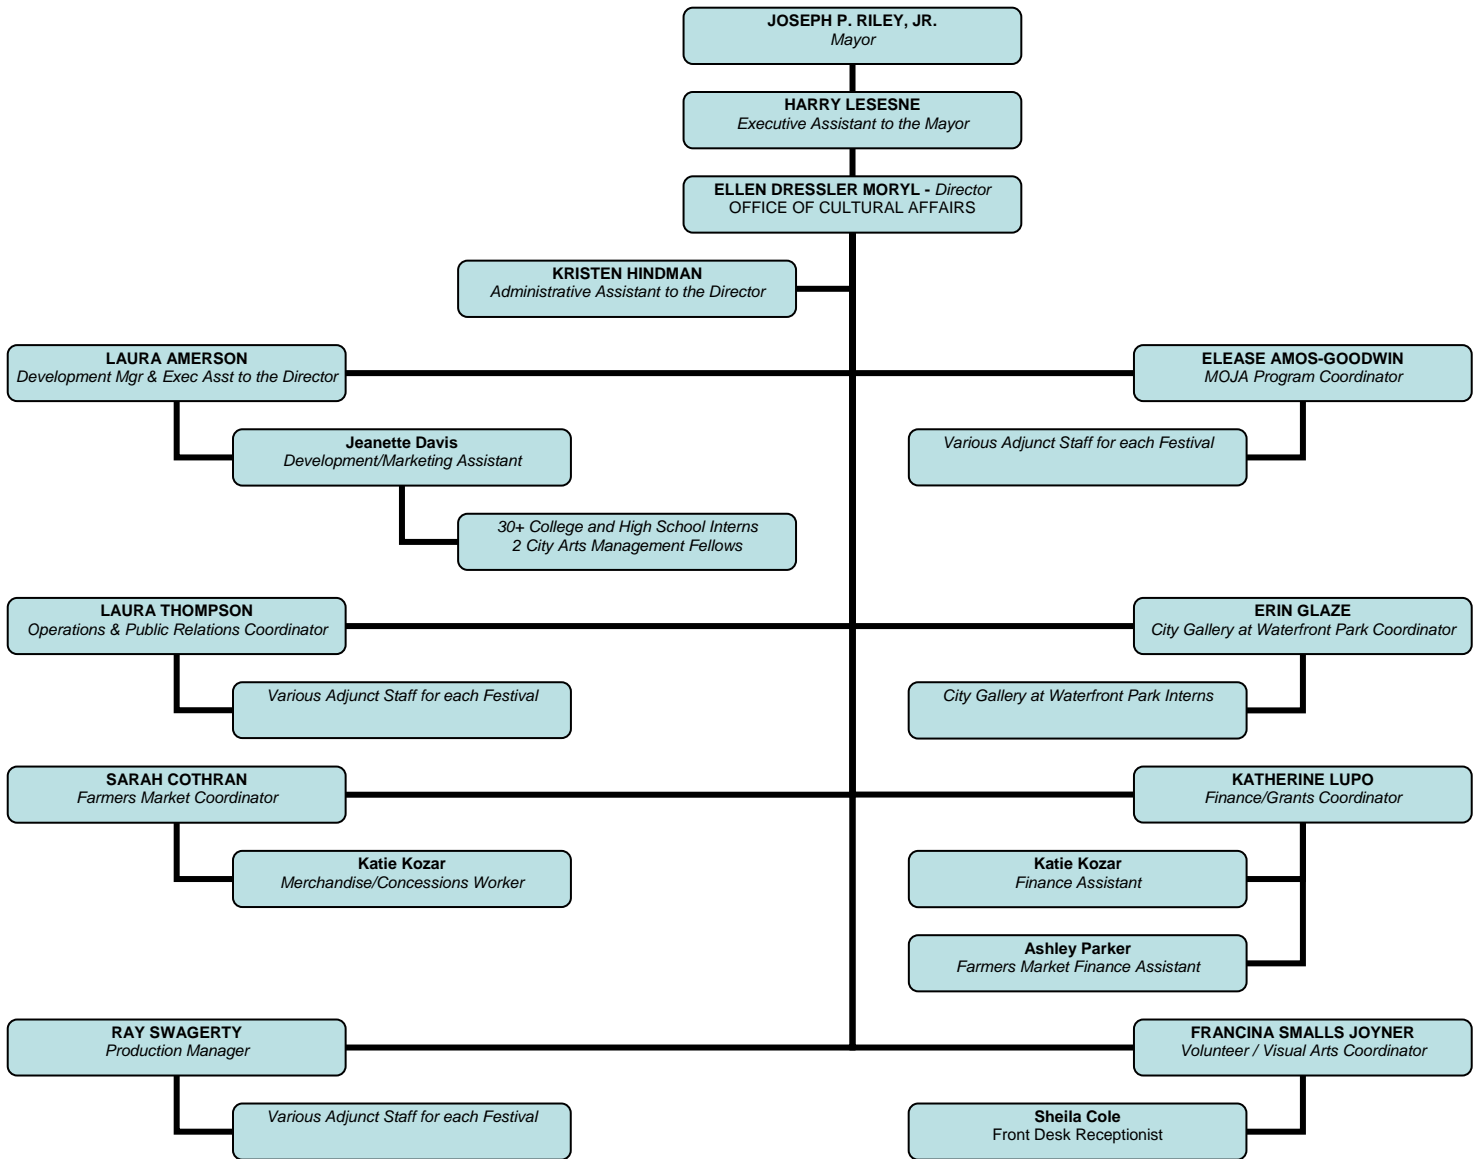 JOSEPH P. RILEY, JR.
Mayor
HARRY LESESNE
Executive Assistant to the Mayor
ELLEN DRESSLER MORYL - Director
OFFICE OF CULTURAL AFFAIRS
KRISTEN HINDMAN
Administrative Assistant to the Director
LAURA AMERSON
Development Mgr & Exec Asst to the Director
ELEASE AMOS-GOODWIN
MOJA Program Coordinator
Jeanette Davis
Development/Marketing Assistant
Various Adjunct Staff for each Festival
30+ College and High School Interns
2 City Arts Management Fellows
LAURA THOMPSON
Operations & Public Relations Coordinator
ERIN GLAZE
City Gallery at Waterfront Park Coordinator
Various Adjunct Staff for each Festival
City Gallery at Waterfront Park Interns
SARAH COTHRAN
Farmers Market Coordinator
KATHERINE LUPO
Finance/Grants Coordinator
Katie Kozar
Merchandise/Concessions Worker
Katie Kozar
Finance Assistant
Ashley Parker
Farmers Market Finance Assistant
RAY SWAGERTY
Production Manager
FRANCINA SMALLS JOYNER
Volunteer / Visual Arts Coordinator
Various Adjunct Staff for each Festival
Sheila Cole
Front Desk Receptionist